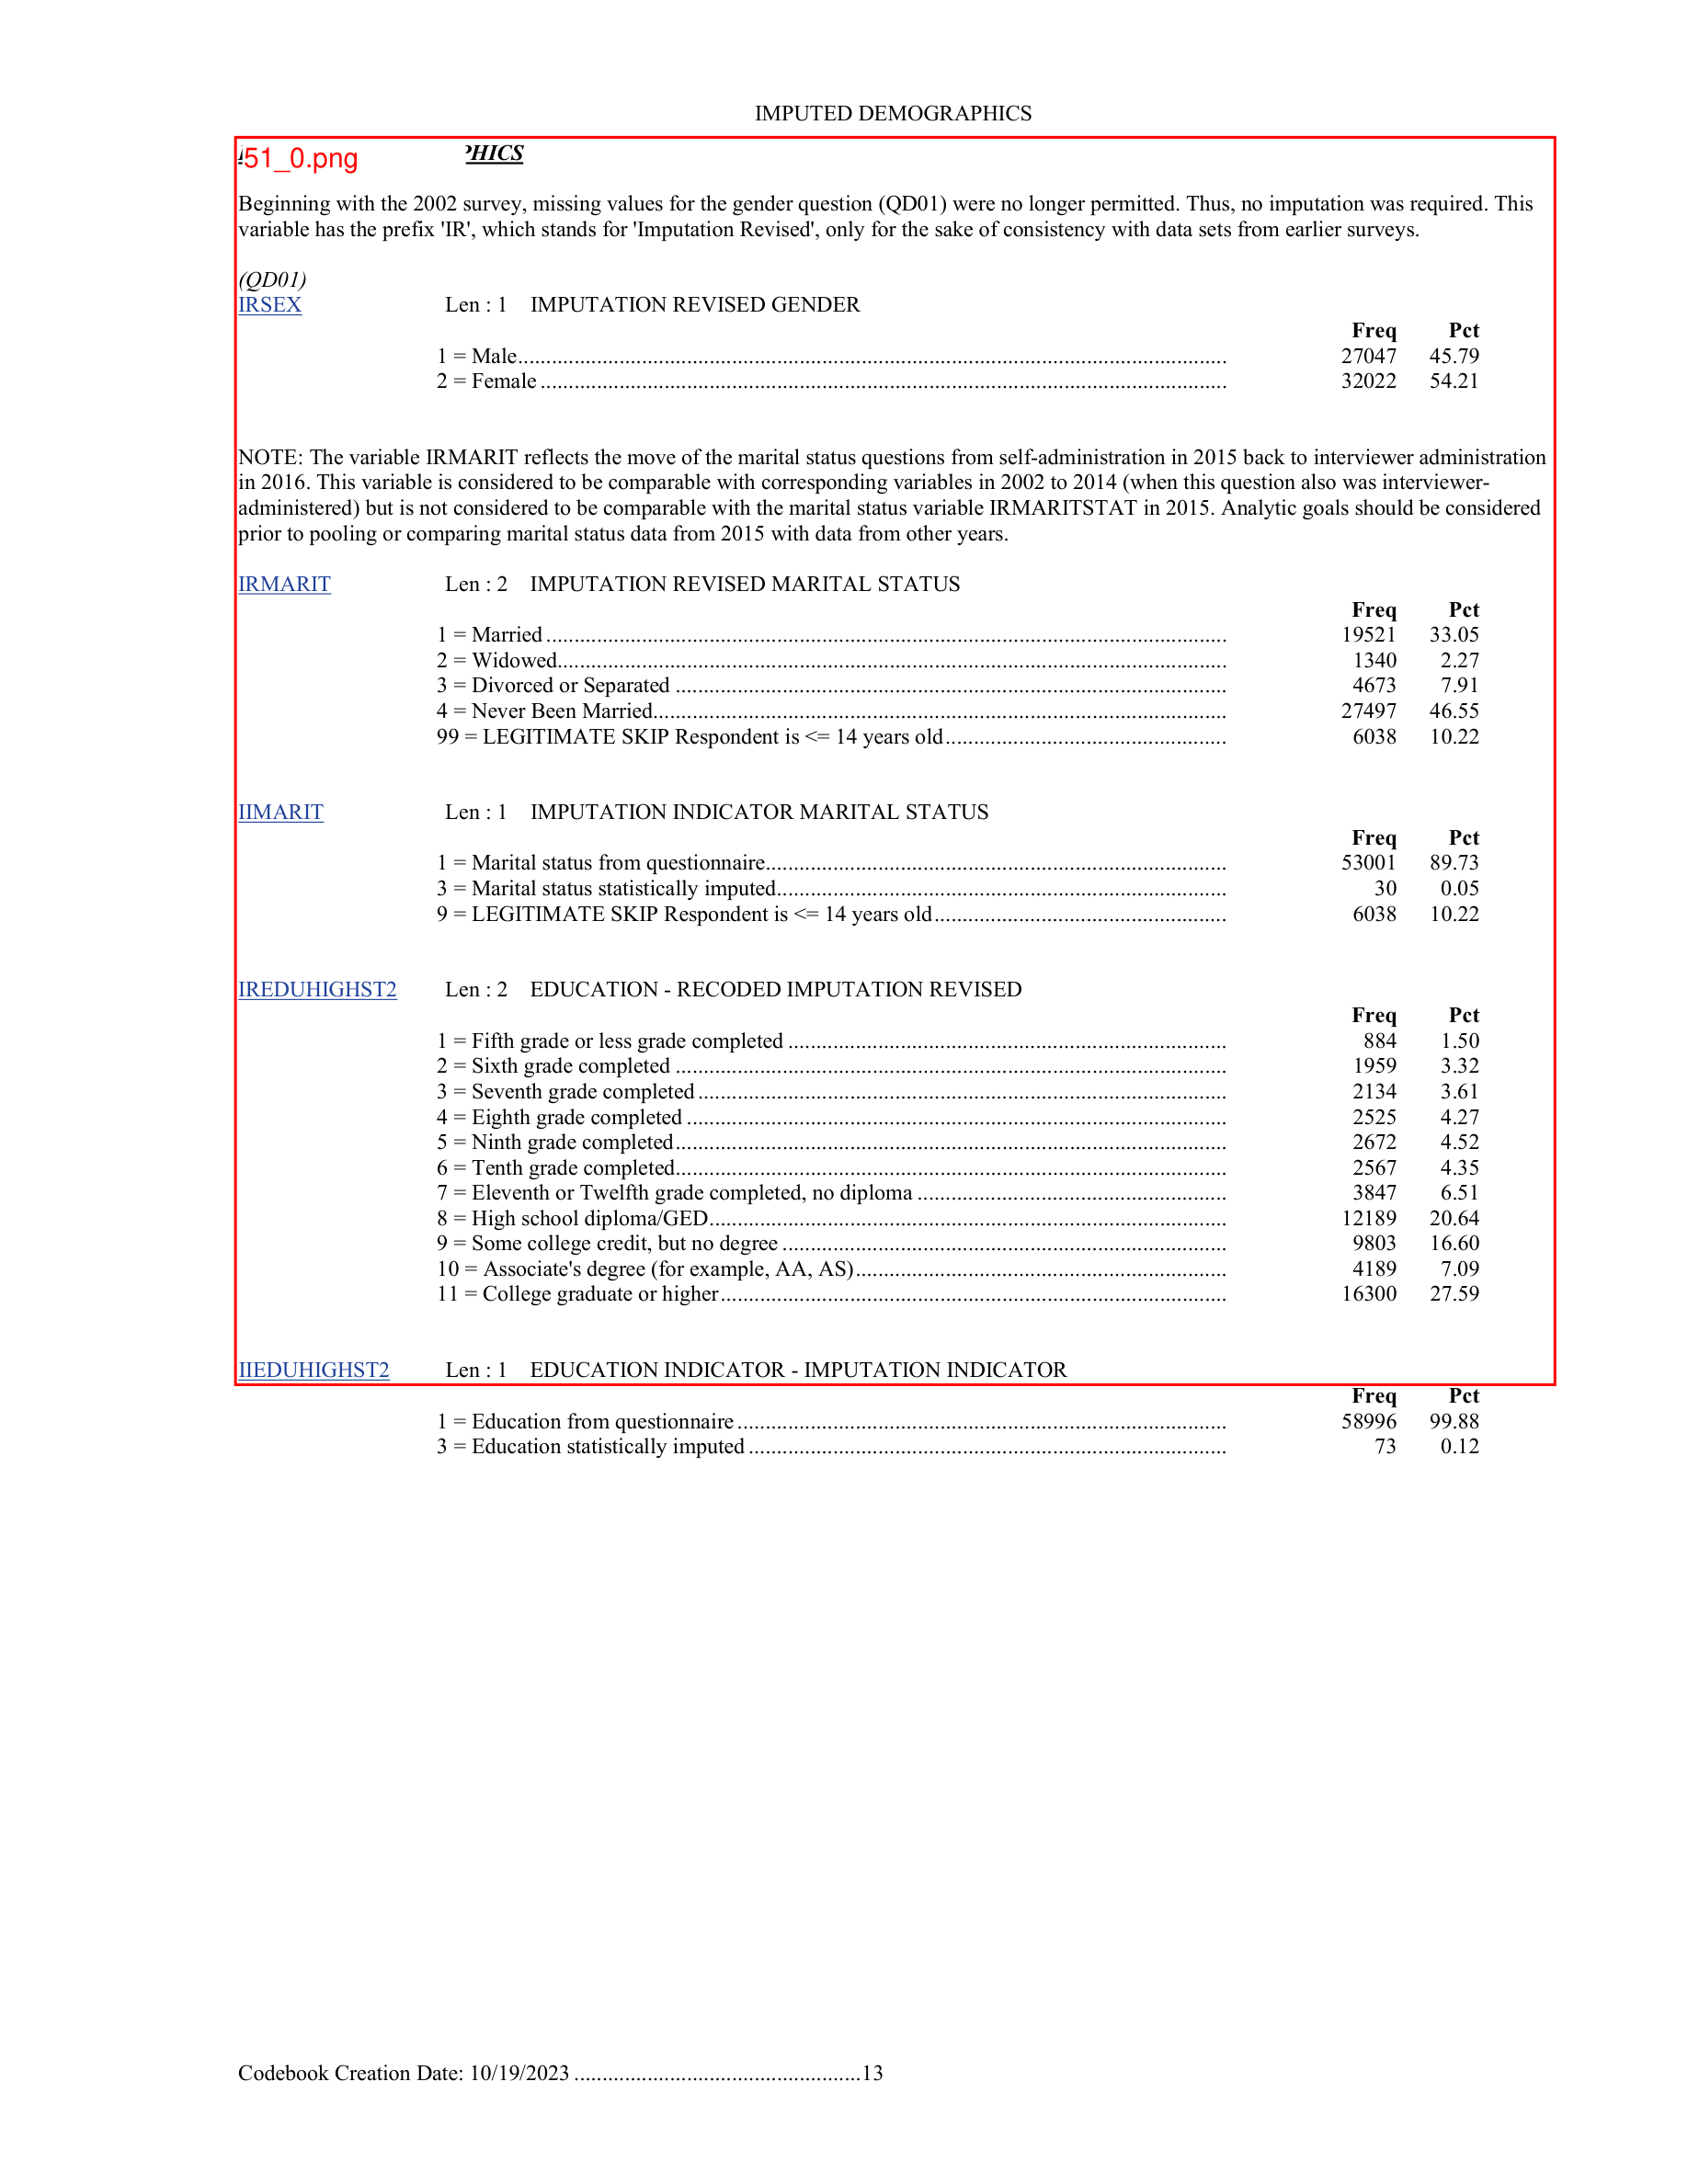 IMPUTED DEMOGRAPHICS
51_0.png HICS
Beginning with the 2002 survey, missing values for the gender question (QD01) were no longer permitted. Thus, no imputation was required. This
variable has the prefix 'IR', which stands for 'Imputation Revised', only for the sake of consistency with data sets from earlier surveys.
(QD01)
IRSEX Len : 1 IMPUTATION REVISED GENDER
Freq Pct
1 = Male 27047 45.79
2 = Female 32022 54.21
NOTE: The variable IRMARIT reflects the move of the marital status questions from self-administration in 2015 back to interviewer administration
in 2016. This variable is considered to be comparable with corresponding variables in 2002 to 2014 (when this question also was interviewer-
administered) but is not considered to be comparable with the marital status variable IRMARITSTAT in 2015. Analytic goals should be considered
prior to pooling or comparing marital status data from 2015 with data from other years.
IRMARIT Len : 2 IMPUTATION REVISED MARITAL STATUS
Freq Pct
1 = Married 19521 33.05
2 = Widowed 1340 2.27
3 = Divorced or Separated 4673 7.91
4 = Never Been Married 27497 46.55
99 = LEGITIMATE SKIP Respondent is <= 14 years old 6038 10.22
IIMARIT Len : 1 IMPUTATION INDICATOR MARITAL STATUS
Freq Pct
1 = Marital status from questionnaire 53001 89.73
3 = Marital status statistically imputed 30 0.05
9 = LEGITIMATE SKIP Respondent is <= 14 years old 6038 10.22
IREDUHIGHST2 Len : 2 EDUCATION - RECODED IMPUTATION REVISED
Freq Pct
1 = Fifth grade or less grade completed 884 1.50
2 = Sixth grade completed 1959 3.32
3 = Seventh grade completed 2134 3.61
4 = Eighth grade completed 2525 4.27
5 = Ninth grade completed 2672 4.52
6 = Tenth grade completed 2567 4.35
7 = Eleventh or Twelfth grade completed, no diploma 3847 6.51
8 = High school diploma/GED 12189 20.64
9 = Some college credit, but no degree 9803 16.60
10 = Associate's degree (for example, AA, AS) 4189 7.09
11 = College graduate or higher 16300 27.59
IIEDUHIGHST2 Len : 1 EDUCATION INDICATOR - IMPUTATION INDICATOR
Freq Pct
1 = Education from questionnaire 58996 99.88
3 = Education statistically imputed 73 0.12
Codebook Creation Date: 10/19/2023 13